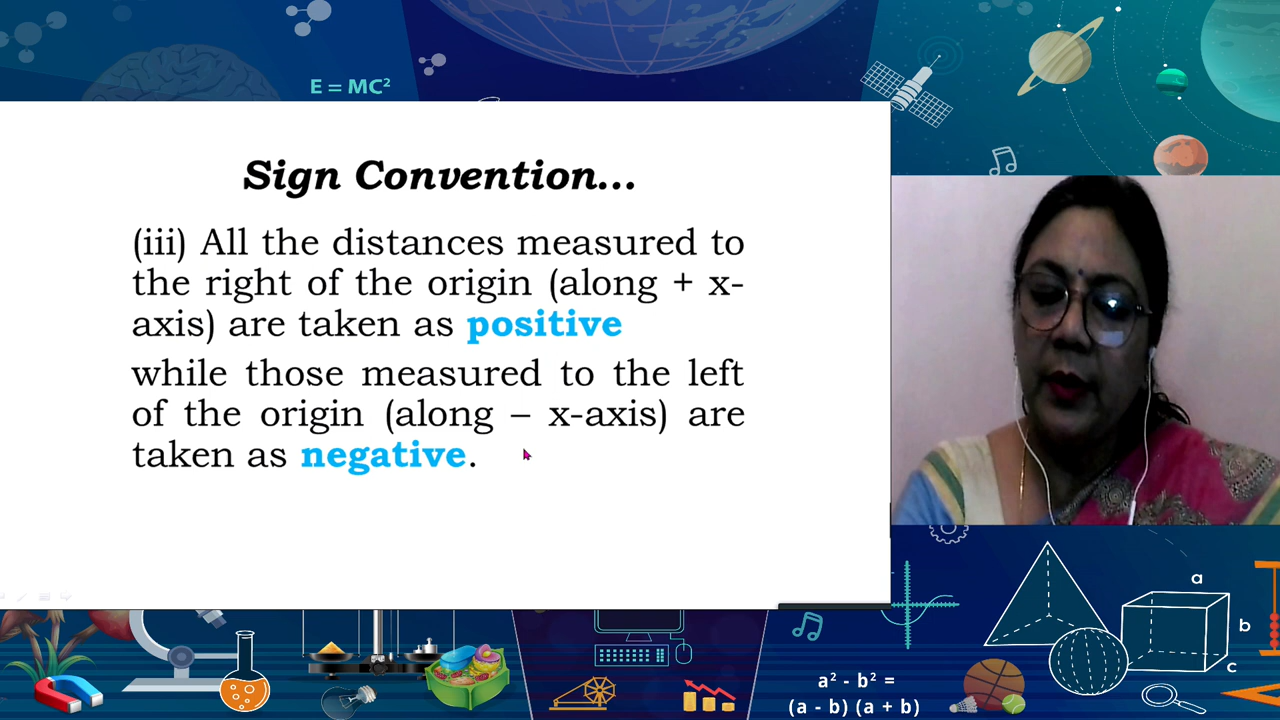 E = MC²
Sign Convention...
(iii) All the distances measured to
the right of the origin (along + x-
axis) are taken as positive
while those measured to the left
of the origin (along – x-axis) are
taken as negative.
a
b
c
a² - b² =
(a - b) (a + b)